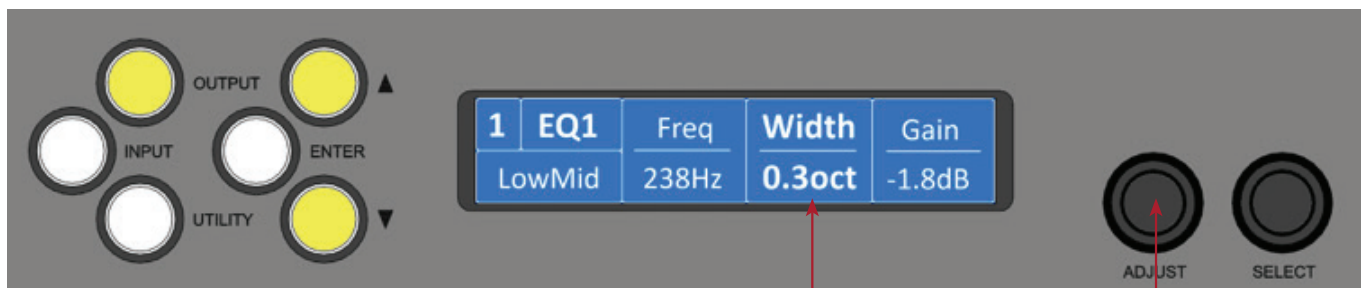 OUTPUT ▲
INPUT ENTER
UTILITY ▼
1 EQ1 Freq Width Gain
LowMid 238Hz 0.3oct -1.8dB
ADJUST SELECT